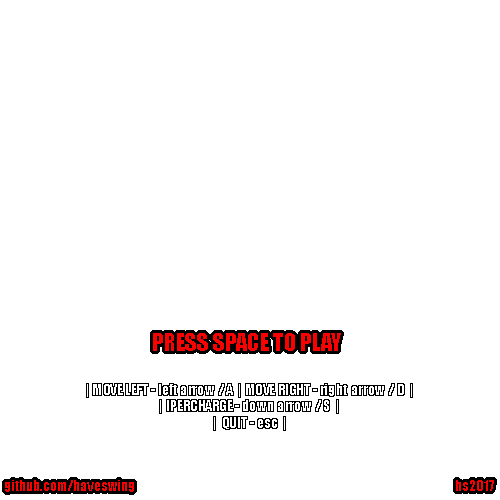 PRESS SPACE TO PLAY
| MOVE LEFT - left arrow / A | MOVE RIGHT - right arrow / D |
| IPERCHARGE - down arrow / S |
| QUIT - esc |
github.com/haveswing
hs2017